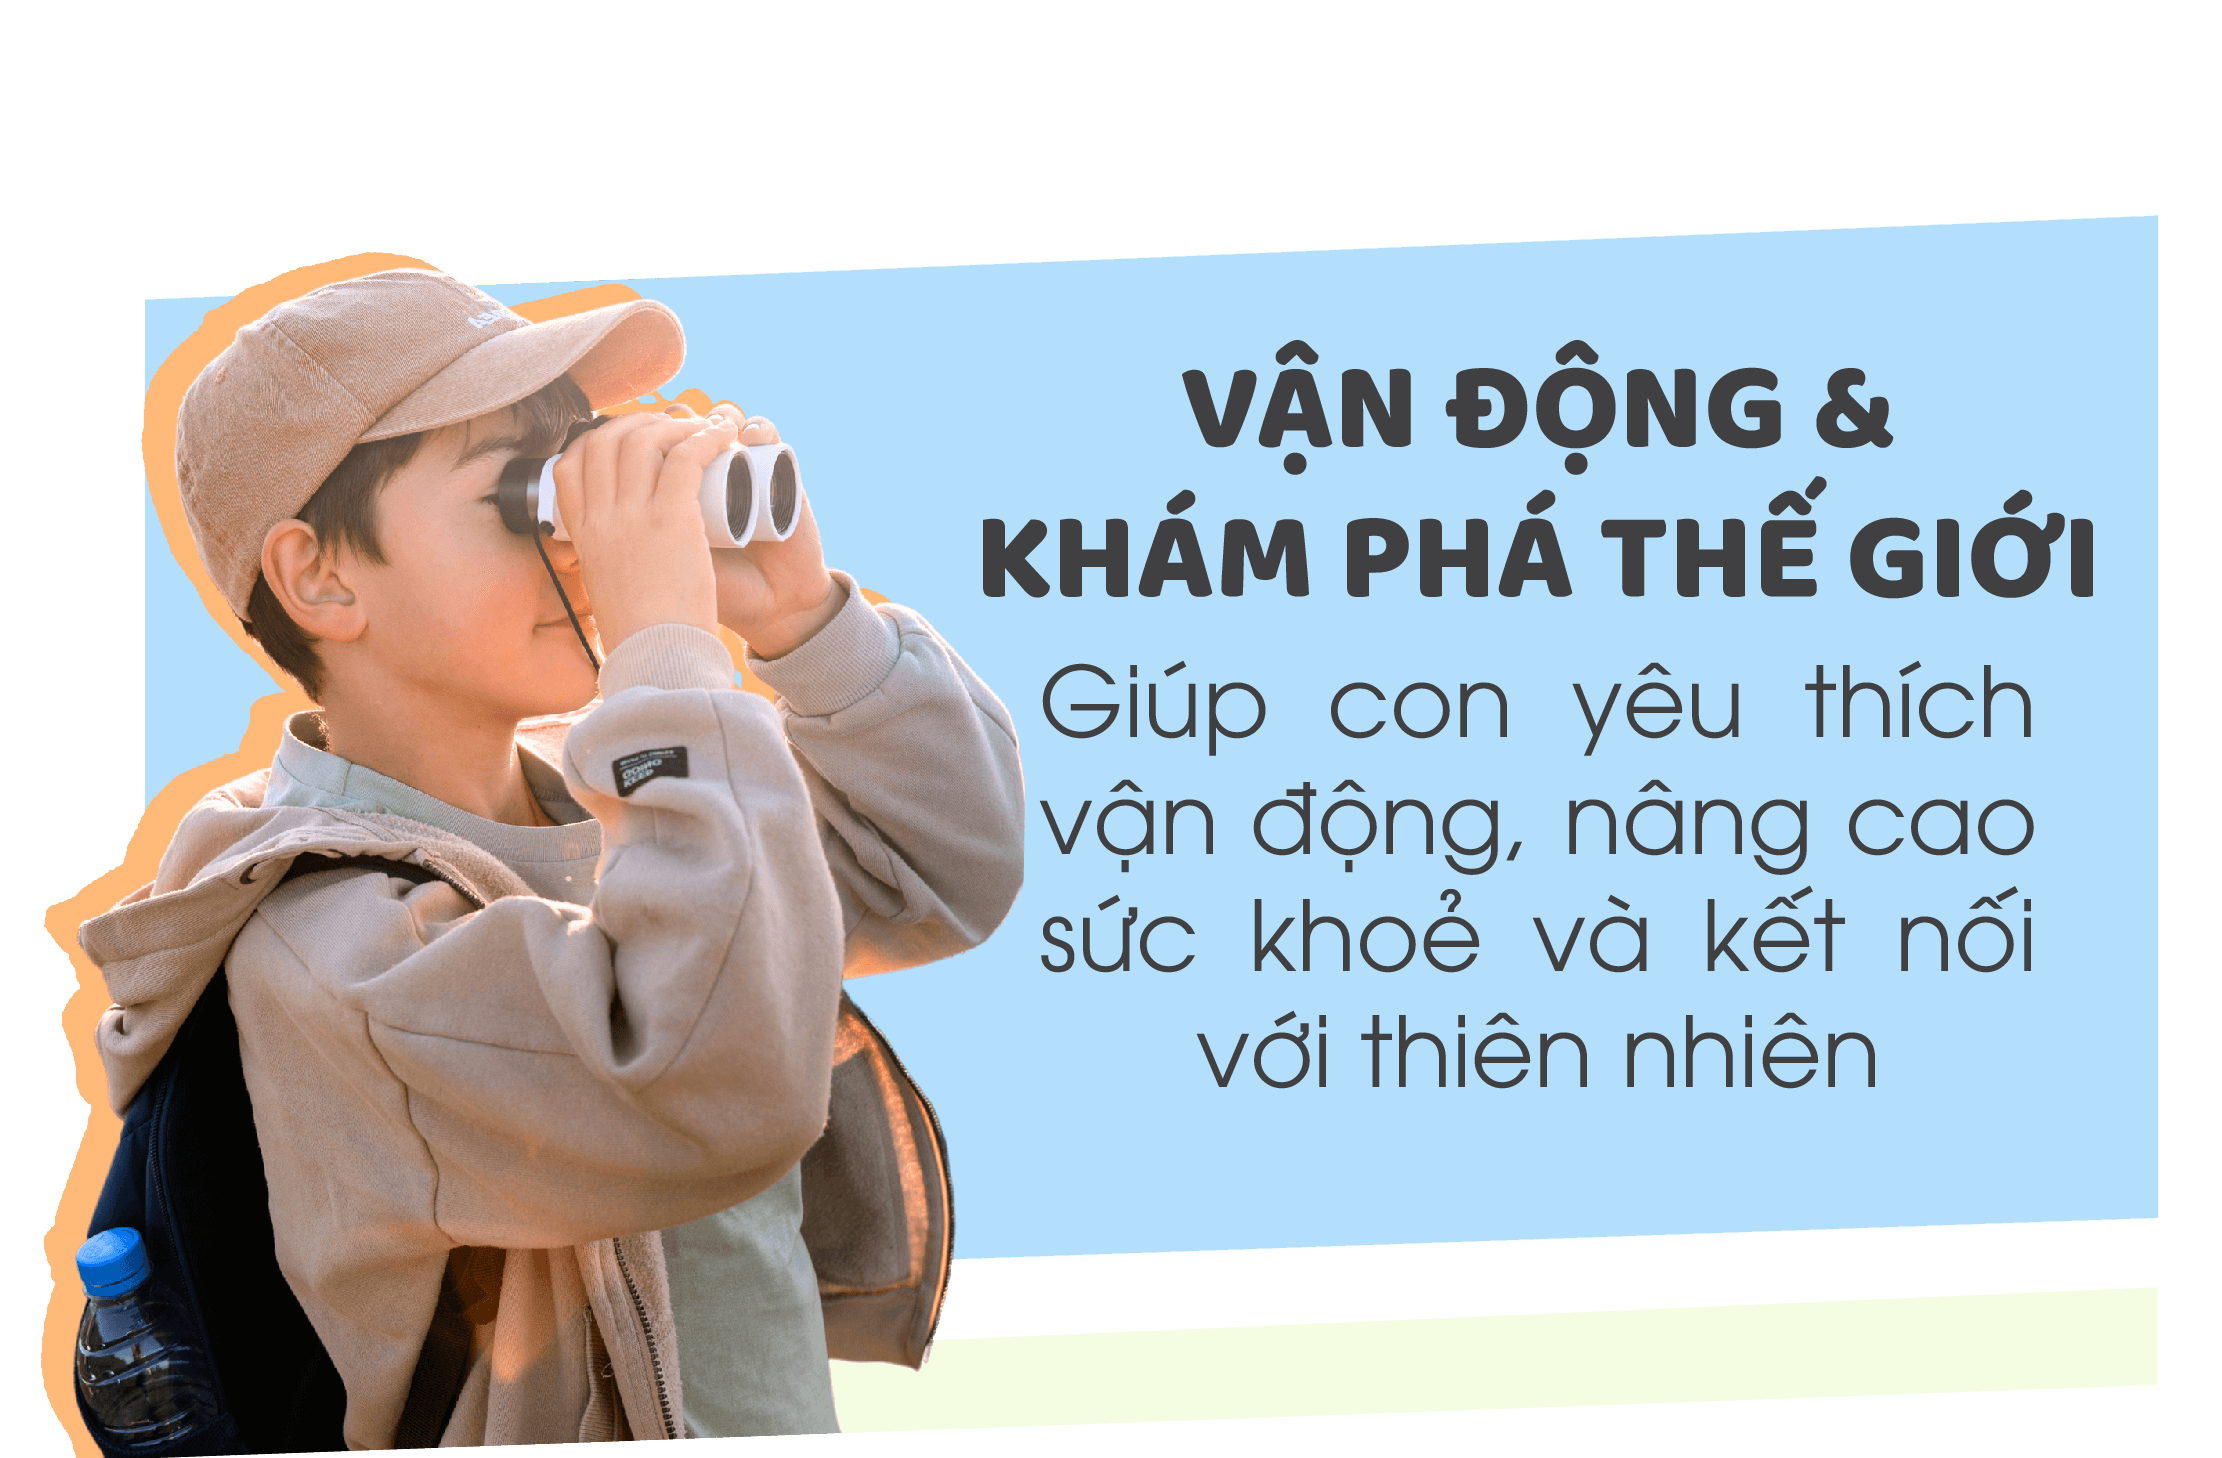 VẬN ĐỘNG &
KHÁM PHÁ THẾ GIỚI
Giúp con yêu thích
vận động, nâng cao
sức khoẻ và kết nối
với thiên nhiên